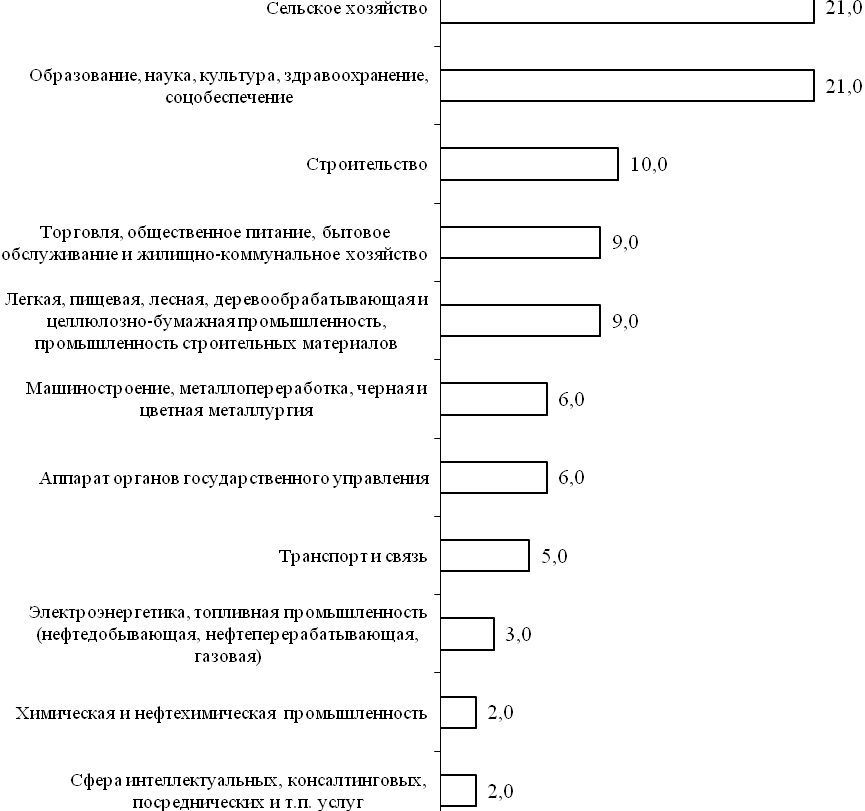 Сельское хозяйство
21,0
Образование, наука, культура, здравоохранение,
соцобеспечение
21,0
Строительство
10,0
Торговля, общественное питание, бытовое
обслуживание и жилищно-коммунальное хозяйство
9,0
Легкая, пищевая, лесная, деревообрабатывающая и
целлюлозно-бумажная промышленность,
промышленность строительных материалов
9,0
Машиностроение, металлопереработка, черная и
цветная металлургия
6,0
Аппарат органов государственного управления
6,0
Транспорт и связь
5,0
Электроэнергетика, топливная промышленность
(нефтедобывающая, нефтеперерабатывающая,
газовая)
3,0
Химическая и нефтехимическая промышленность
2,0
Сфера интеллектуальных, консалтинговых,
посреднических и т.п. услуг
2,0